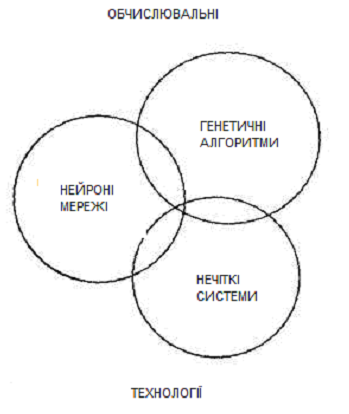 ОБЧИСЛЮВАЛЬНІ
ГЕНЕТИЧНІ
АЛГОРИТМИ
НЕЙРОНІ
МЕРЕЖІ
НЕЧІТКІ
СИСТЕМИ
ТЕХНОЛОГІЇ